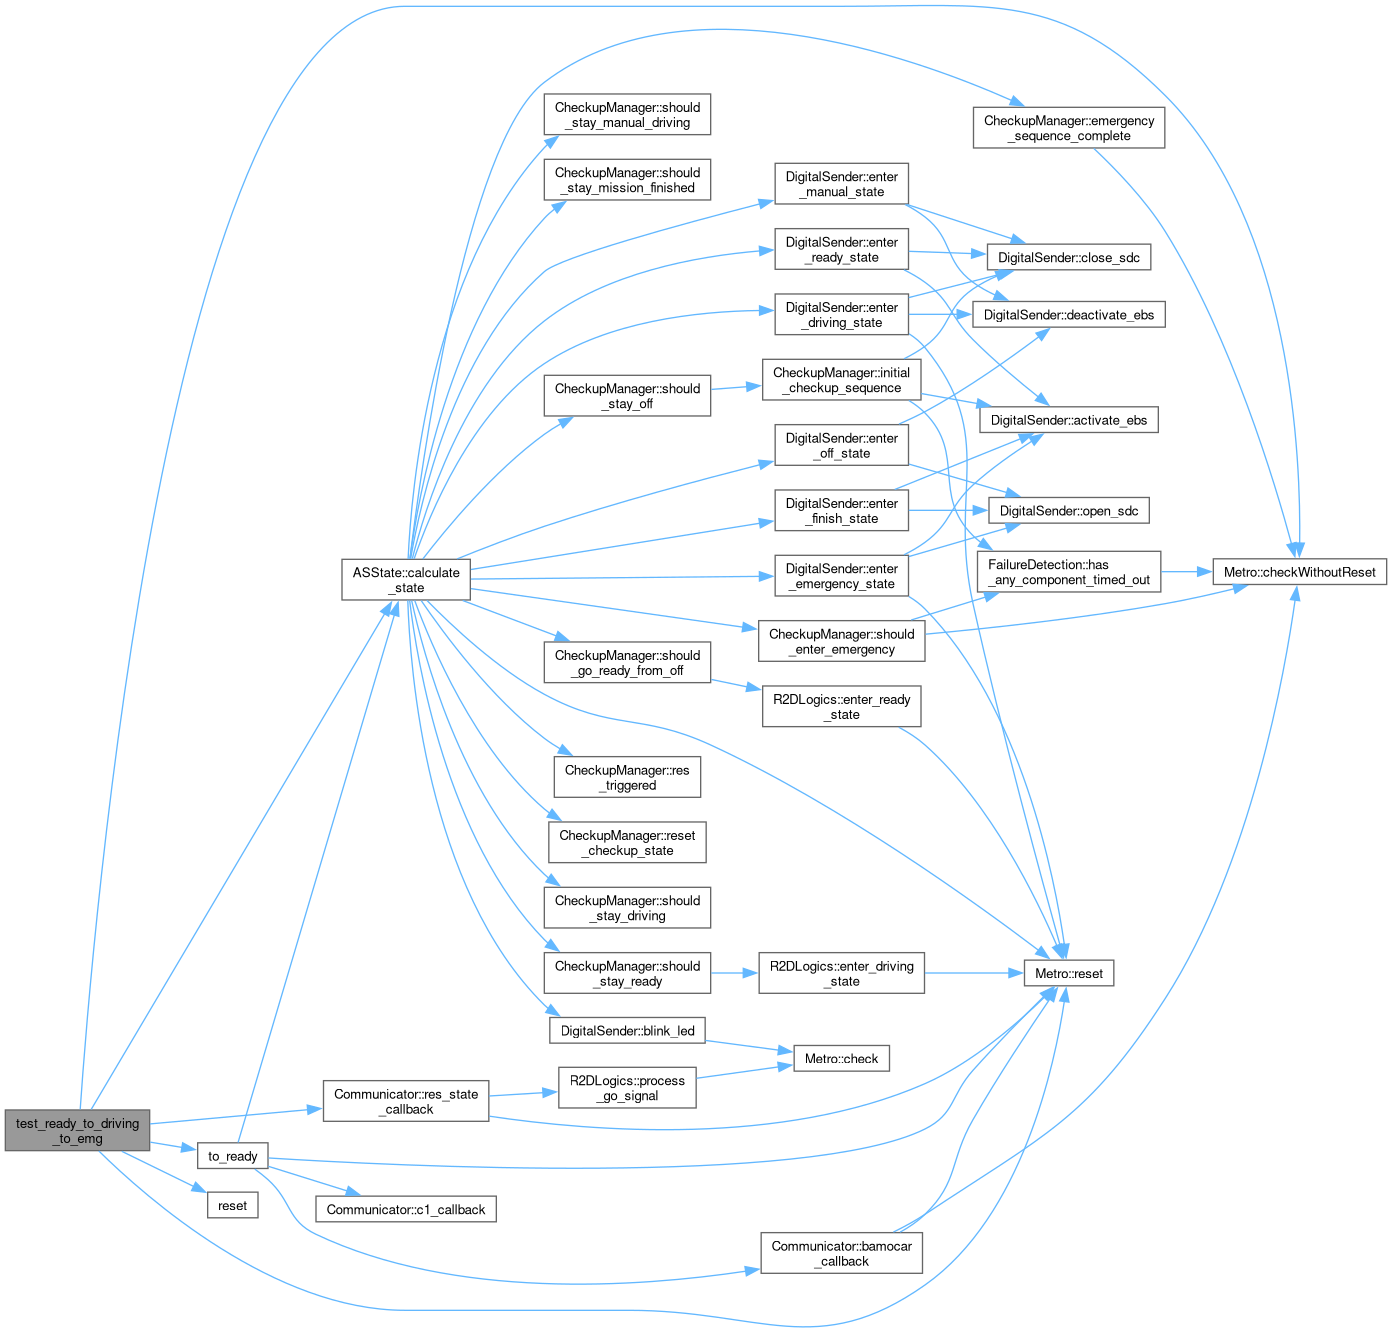 CheckupManager::should
_stay_manual_driving
CheckupManager::emergency
_sequence_complete
CheckupManager::should
_stay_mission_finished
DigitalSender::enter
_manual_state
DigitalSender::enter
_ready_state
DigitalSender::close_sdc
DigitalSender::enter
_driving_state
DigitalSender::deactivate_ebs
CheckupManager::should
_stay_off
CheckupManager::initial
_checkup_sequence
DigitalSender::activate_ebs
DigitalSender::enter
_off_state
DigitalSender::enter
_finish_state
DigitalSender::open_sdc
ASState::calculate
_state
DigitalSender::enter
_emergency_state
FailureDetection::has
_any_component_timed_out
Metro::checkWithoutReset
CheckupManager::should
_enter_emergency
CheckupManager::should
_go_ready_from_off
R2DLogics::enter_ready
_state
CheckupManager::res
_triggered
CheckupManager::reset
_checkup_state
CheckupManager::should
_stay_driving
CheckupManager::should
_stay_ready
R2DLogics::enter_driving
_state
Metro::reset
DigitalSender::blink_led
Metro::check
Communicator::res_state
_callback
R2DLogics::process
_go_signal
test_ready_to_driving
_to_emg
to_ready
reset
Communicator::c1_callback
Communicator::bamocar
_callback